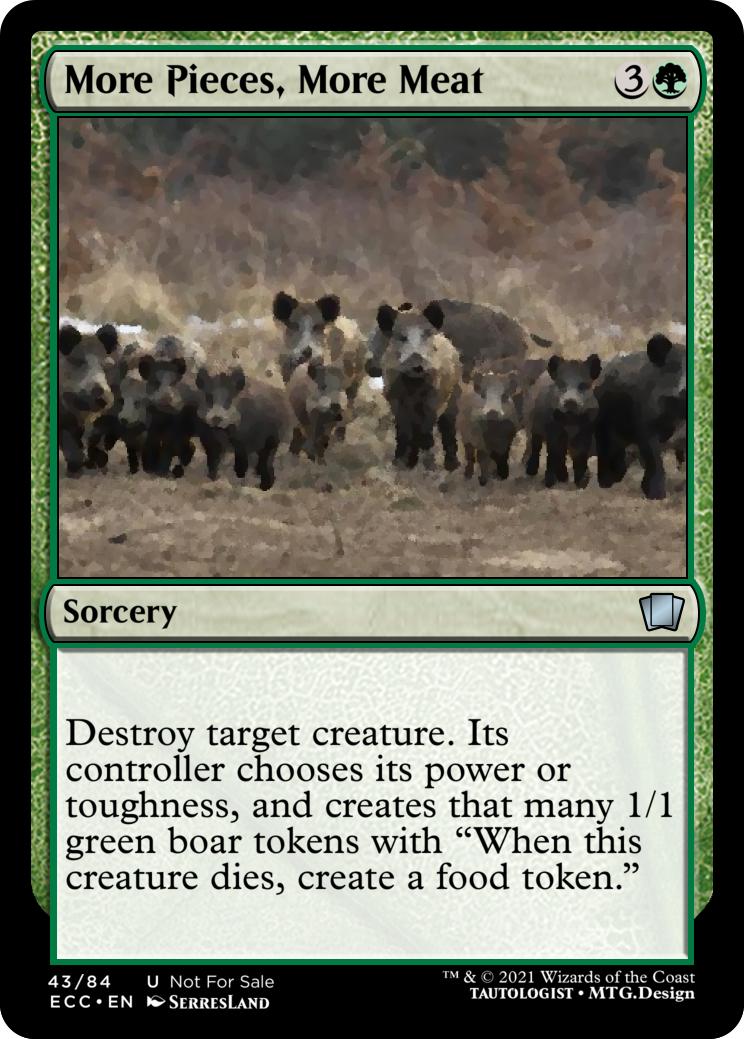 More Pieces, More Meat 3
Sorcery
Destroy target creature. Its
controller chooses its power or
toughness, and creates that many 1/1
green boar tokens with “When this
creature dies, create a food token.”
43/84 U Not For Sale
ECC • EN SERRESLAND
™ & © 2021 Wizards of the Coast
TAUTOLOGIST • MTG.Design